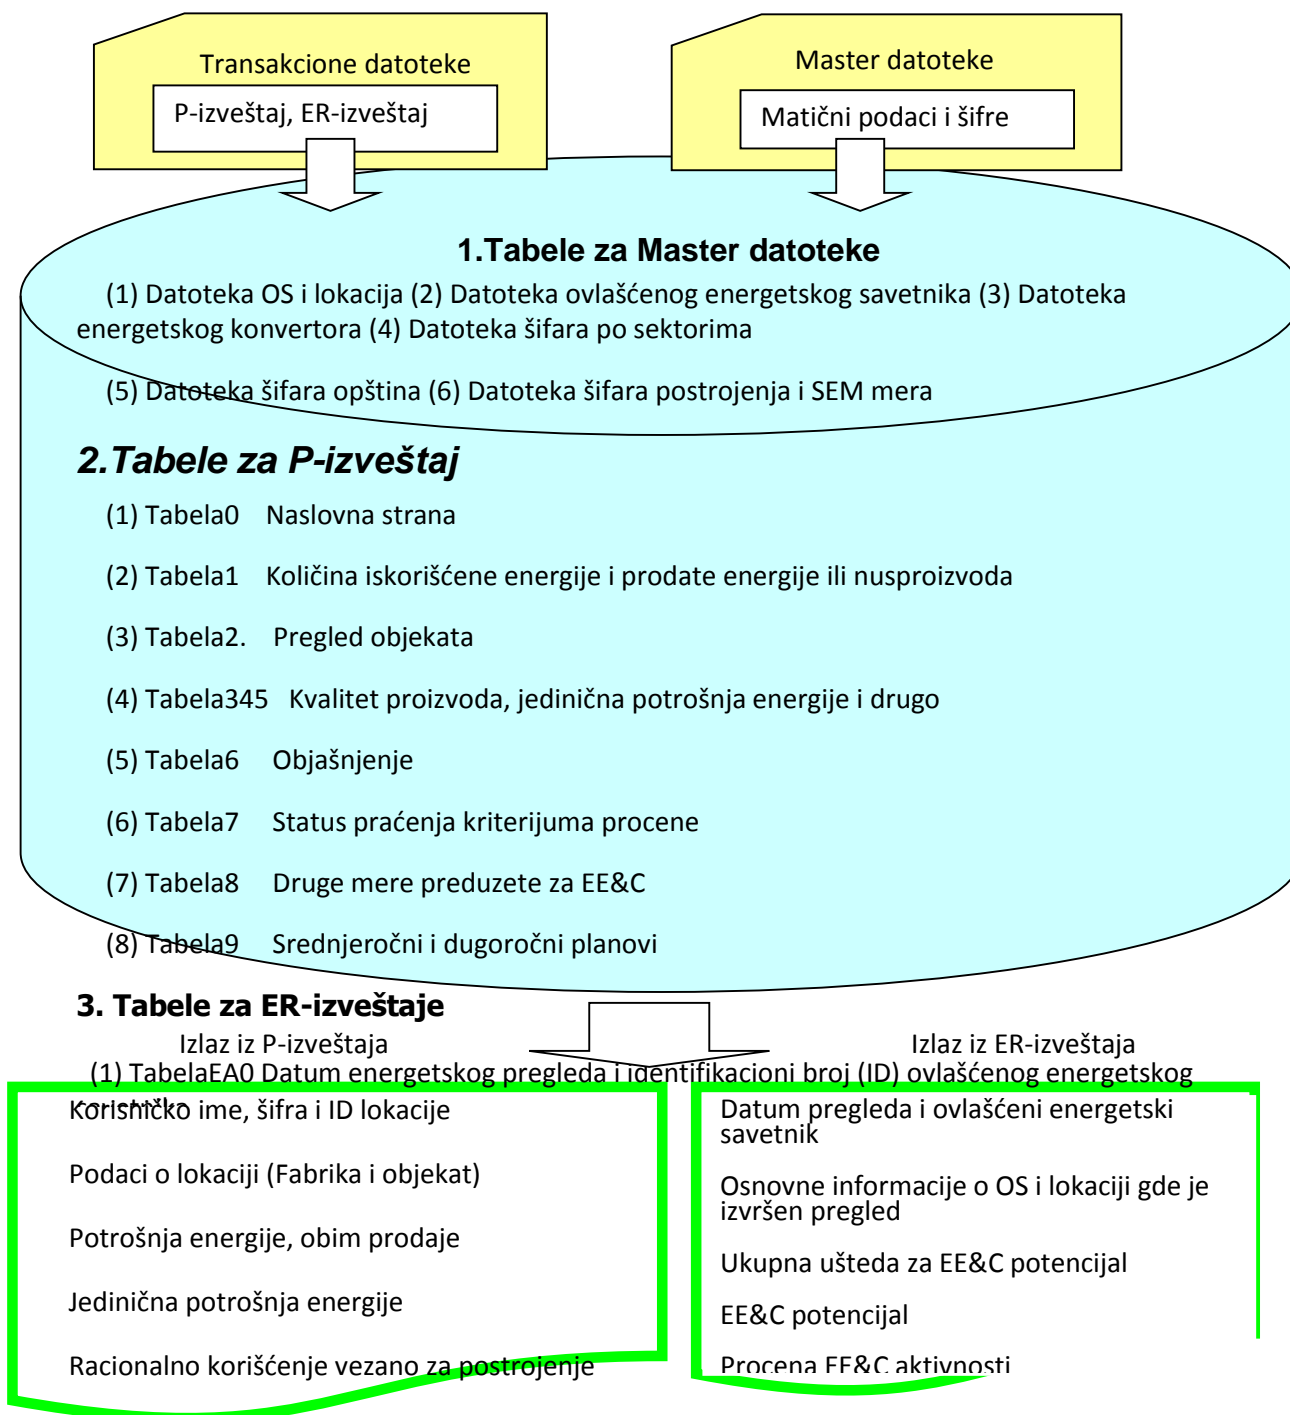 Transakcione datoteke
P-izveštaj, ER-izveštaj
Master datoteke
Matični podaci i šifre
1.Tabele za Master datoteke
(1) Datoteka OS i lokacija (2) Datoteka ovlašćenog energetskog savetnika (3) Datoteka
energetskog konvertora (4) Datoteka šifara po sektorima
(5) Datoteka šifara opština (6) Datoteka šifara postrojenja i SEM mera
2.Tabele za P-izveštaj
(1) Tabela0 Naslovna strana
(2) Tabela1 Količina iskorišćene energije i prodate energije ili nusproizvoda
(3) Tabela2. Pregled objekata
(4) Tabela345 Kvalitet proizvoda, jedinična potrošnja energije i drugo
(5) Tabela6 Objašnjenje
(6) Tabela7 Status praćenja kriterijuma procene
(7) Tabela8 Druge mere preduzete za EE&C
(8) Tabela9 Srednjeročni i dugoročni planovi
3. Tabele za ER-izveštaje
Izlaz iz P-izveštaja
Izlaz iz ER-izveštaja
(1) TabelaEA0 Datum energetskog pregleda i identifikacioni broj (ID) ovlašćenog energetskog
Korisničko ime, šifra i ID lokacije
Podaci o lokaciji (Fabrika i objekat)
Potrošnja energije, obim prodaje
Jedinična potrošnja energije
Racionalno korišćenje vezano za postrojenje
Datum pregleda i ovlašćeni energetski
savetnik
Osnovne informacije o OS i lokaciji gde je
izvršen pregled
Ukupna ušteda za EE&C potencijal
EE&C potencijal
Procena EE&C aktivnosti